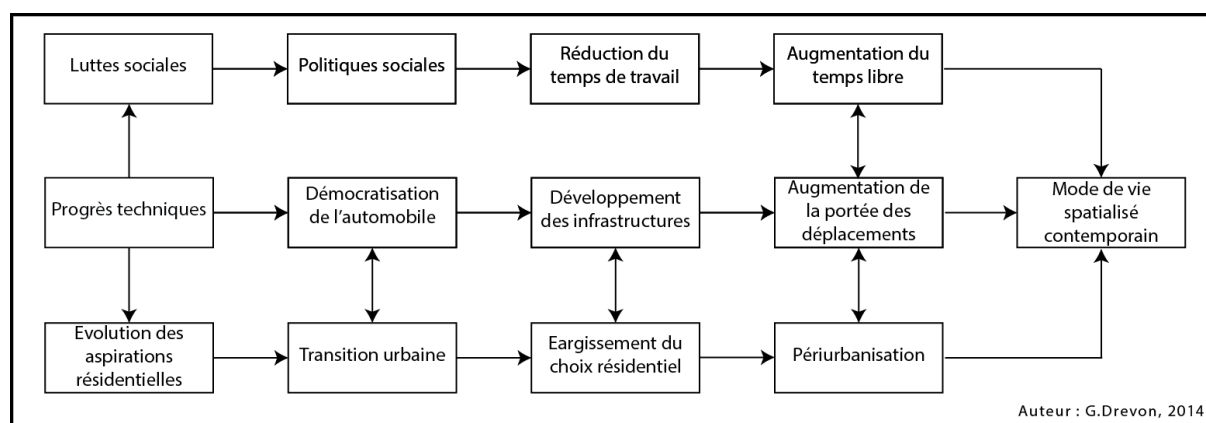 Luttes sociales
Politiques sociales
Réduction du
temps de travail
Augmentation du
temps libre
Progrès techniques
Démocratisation
de l'automobile
Développement
des infrastructures
Augmentation de
la portée des
déplacements
Mode de vie
spatialisé
contemporain
Evolution des
aspirations
résidentielles
Transition urbaine
Eargissement du
choix résidentiel
Périurbanisation
Auteur : G.Drevon, 2014